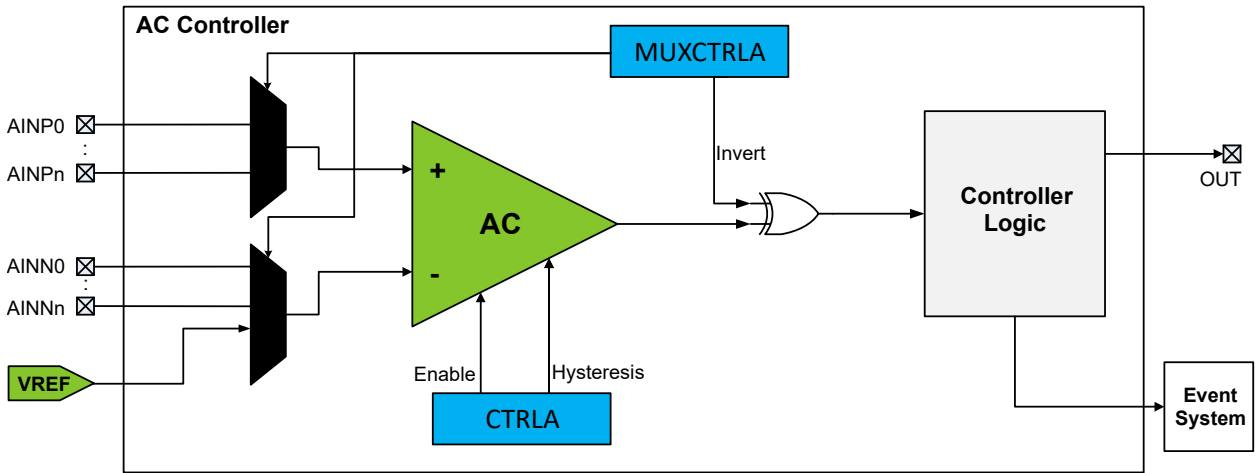 AC Controller
MUXCTRLA
AINP0
:
AINPn
Invert
OUT
+
AC
-
Controller
Logic
AINN0
:
AINNn
VREF
Enable
Hysteresis
CTRLA
Event
System